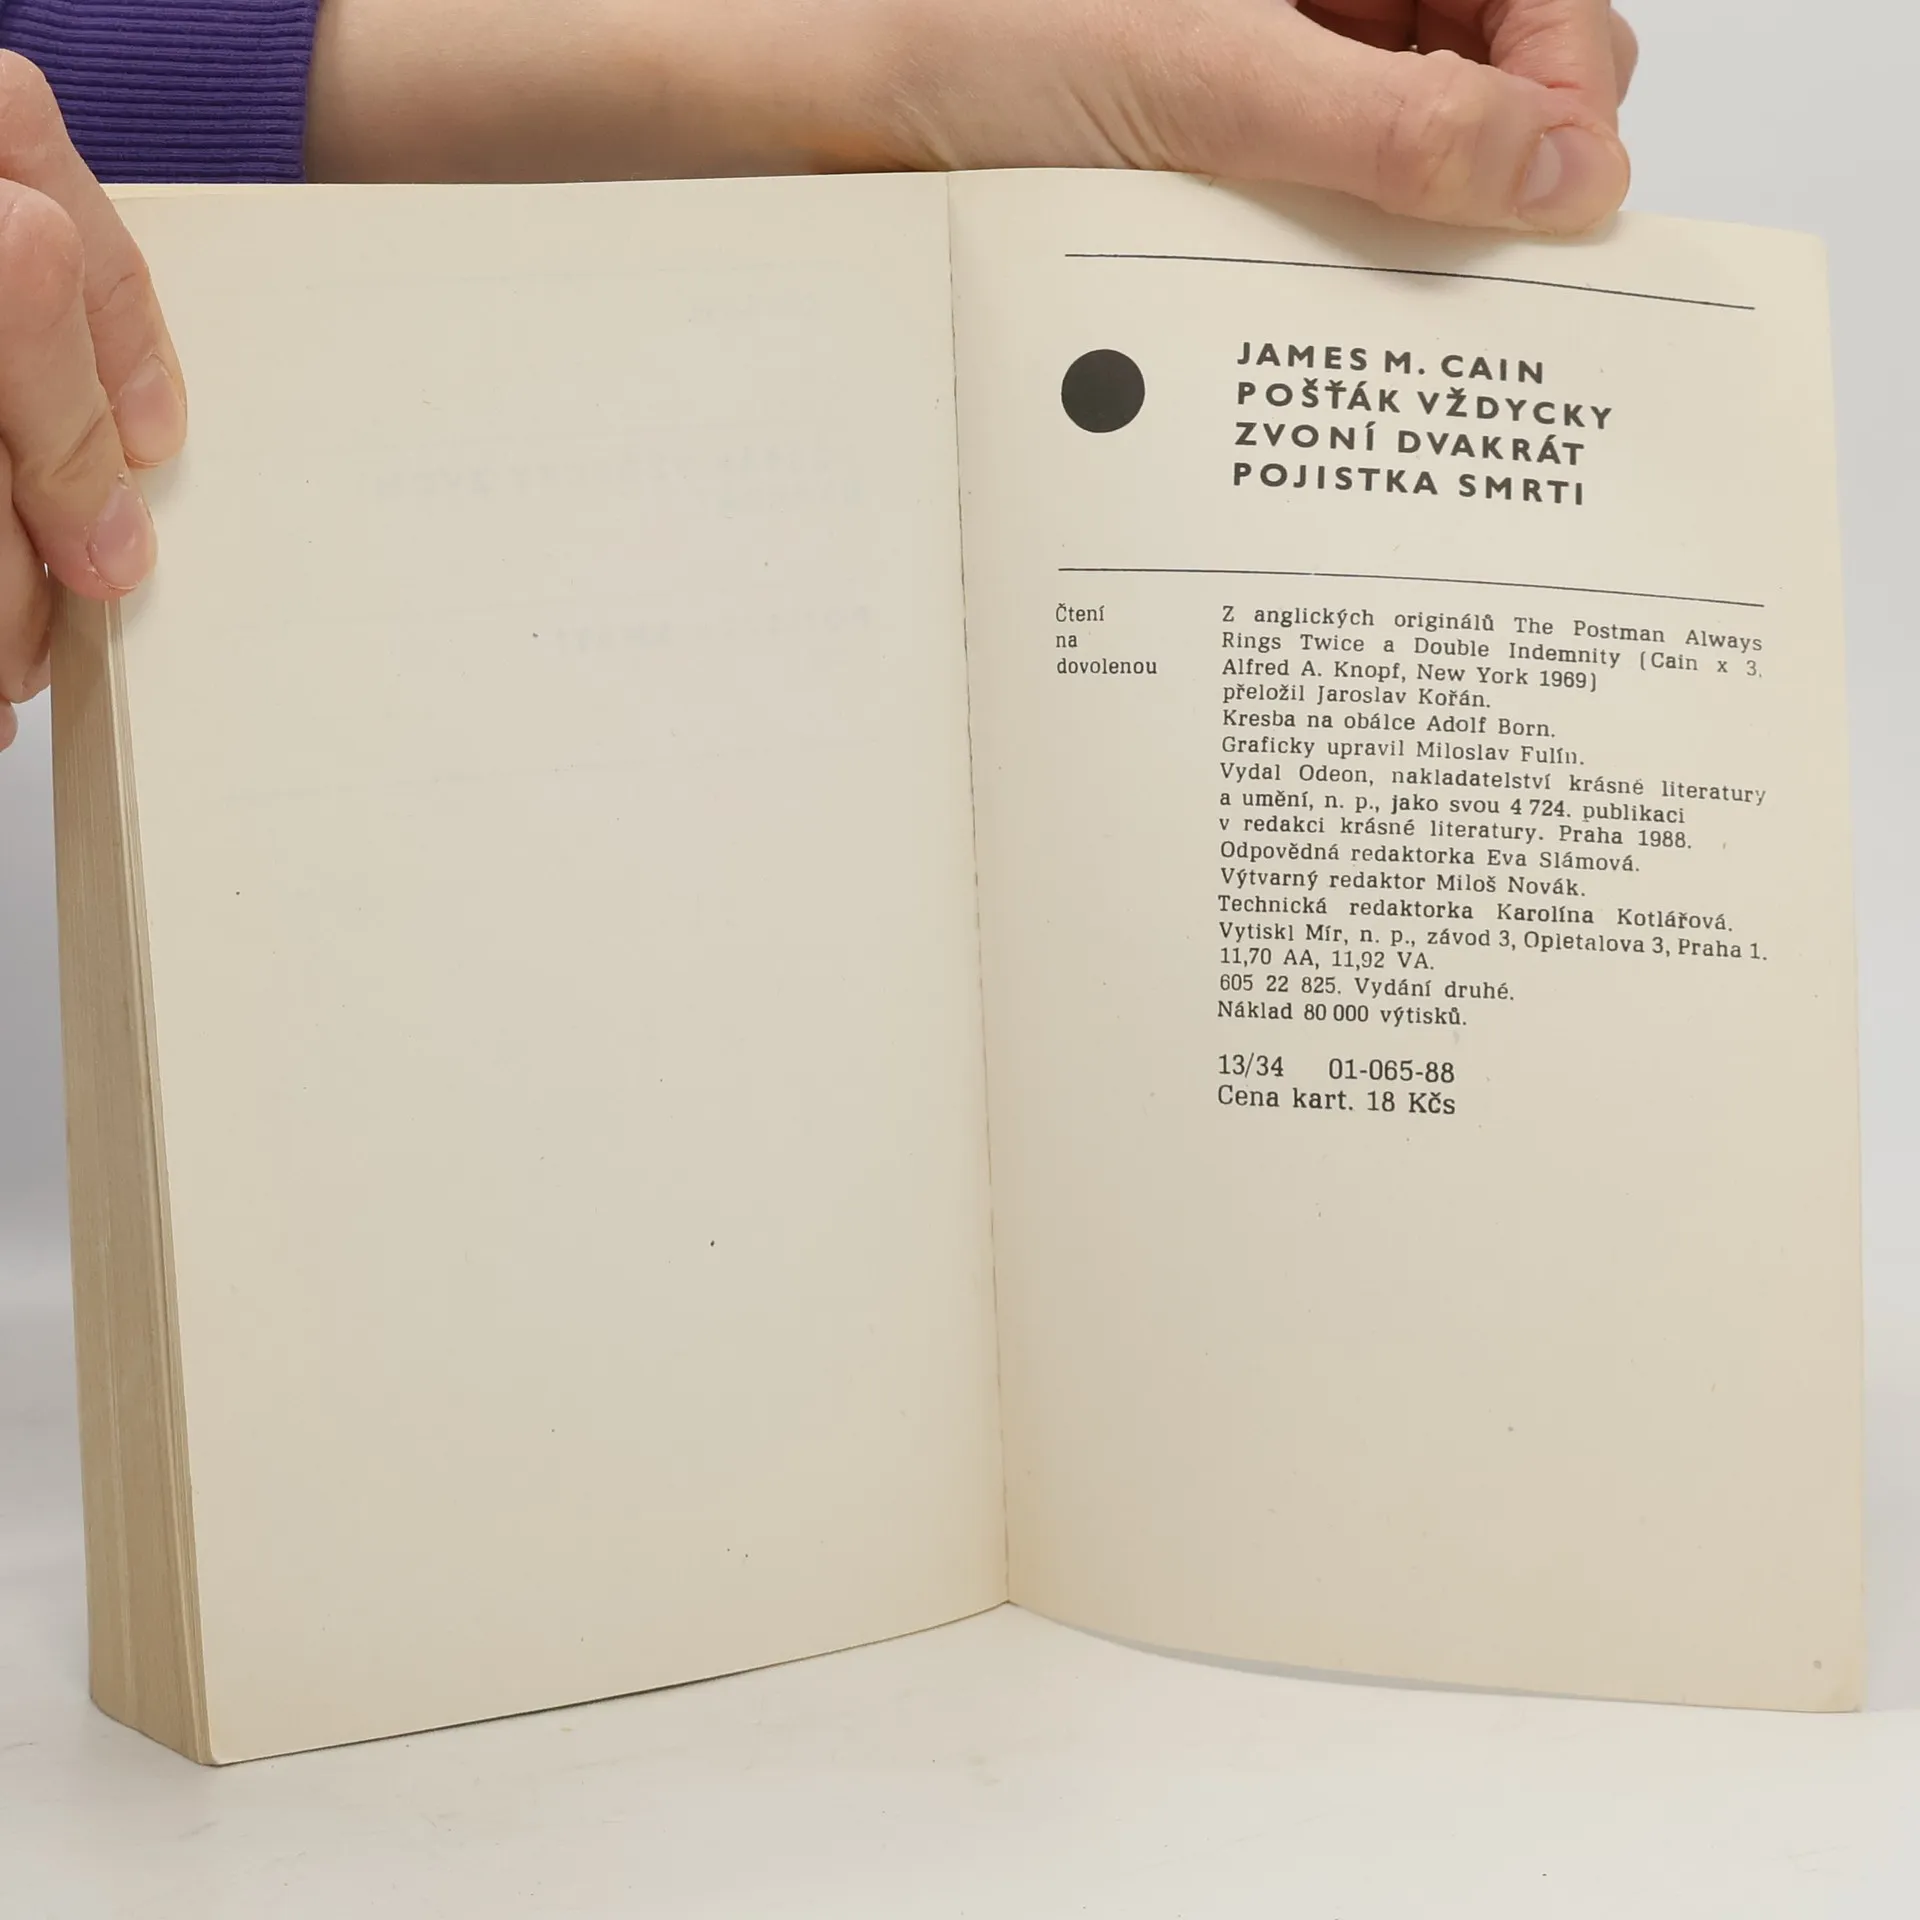 JAMES M. CAIN
POŠŤÁK VŽDYCKY
ZVONÍ DVAKRÁT
POJISTKA SMRTI
Čtení
na
dovolenou
Z anglických originálů The Postman Always
Rings Twice a Double Indemnity (Cain x 3,
Alfred A. Knopf, New York 1969)
přeložil Jaroslav Kořán.
Kresba na obálce Adolf Born.
Graficky upravil Miloslav Fulín.
Vydal Odeon, nakladatelství krásné literatury
a umění, n. p., jako svou 4 724. publikaci
v redakci krásné literatury. Praha 1988.
Odpovědná redaktorka Eva Slámová.
Výtvarný redaktor Miloš Novák.
Technická redaktorka Karolína Kotlářová.
Vytiskl Mír, n. p., závod 3, Opletalova 3, Praha 1.
11,70 AA, 11,92 VA.
605 22 825. Vydání druhé.
Náklad 80 000 výtisků.
13/34 01-065-88
Cena kart. 18 Kčs